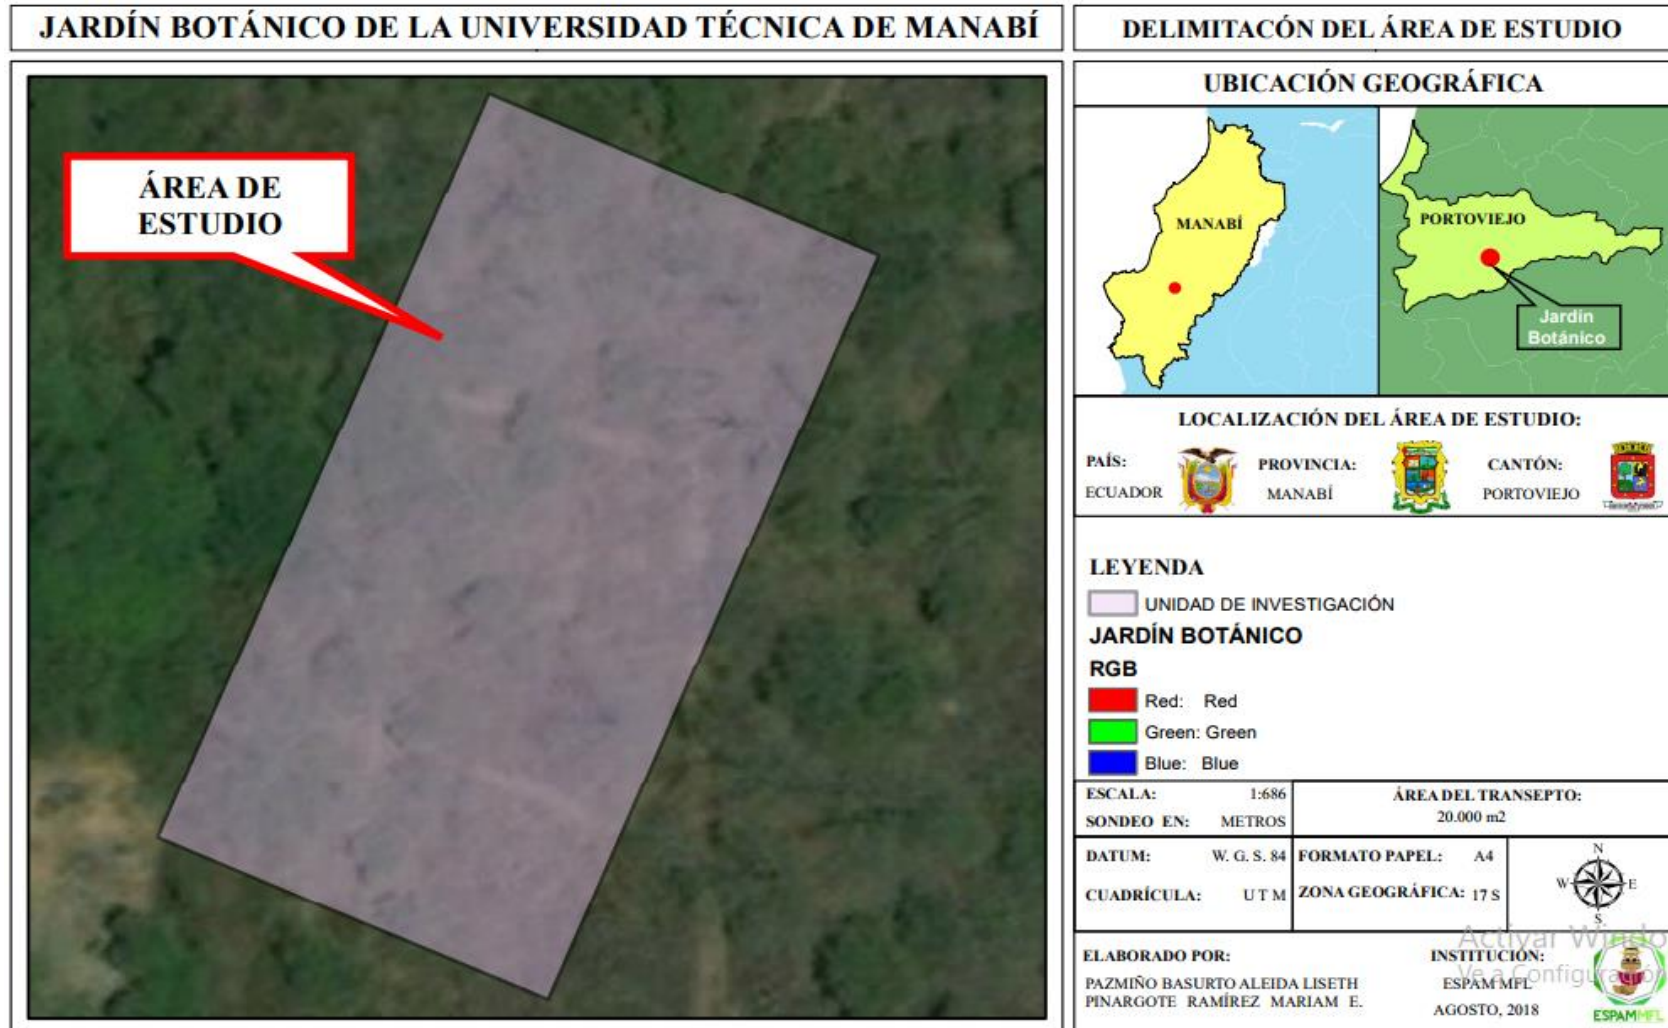 JARDÍN BOTÁNICO DE LA UNIVERSIDAD TÉCNICA DE MANABÍ
ÁREA DE
ESTUDIO
DELIMITACÓN DEL ÁREA DE ESTUDIO
UBICACIÓN GEOGRÁFICA
MANABÍ
PORTOVIEJO
Jardín
Botánico
LOCALIZACIÓN DEL ÁREA DE ESTUDIO:
PAÍS:
ECUADOR
PROVINCIA:
MANABÍ
CANTÓN:
PORTOVIEJO
LEYENDA
UNIDAD DE INVESTIGACIÓN
JARDÍN BOTÁNICO
RGB
Red: Red
Green: Green
Blue: Blue
ESCALA: 1:686
SONDEO EN: METROS
ÁREA DEL TRANSEPTO:
20.000 m2
DATUM: W. G. S. 84
CUADRÍCULA: U T M
FORMATO PAPEL: A4
ZONA GEOGRÁFICA: 17 S
N
W E
S
ELABORADO POR:
PAZMIÑO BASURTO ALEIDA LISETH
PINARGOTE RAMÍREZ MARIAM E.
INSTITUCIÓN:
ESPAM MFL
AGOSTO, 2018
ESPAMMFL
Activar Windo
Ve a Configuración